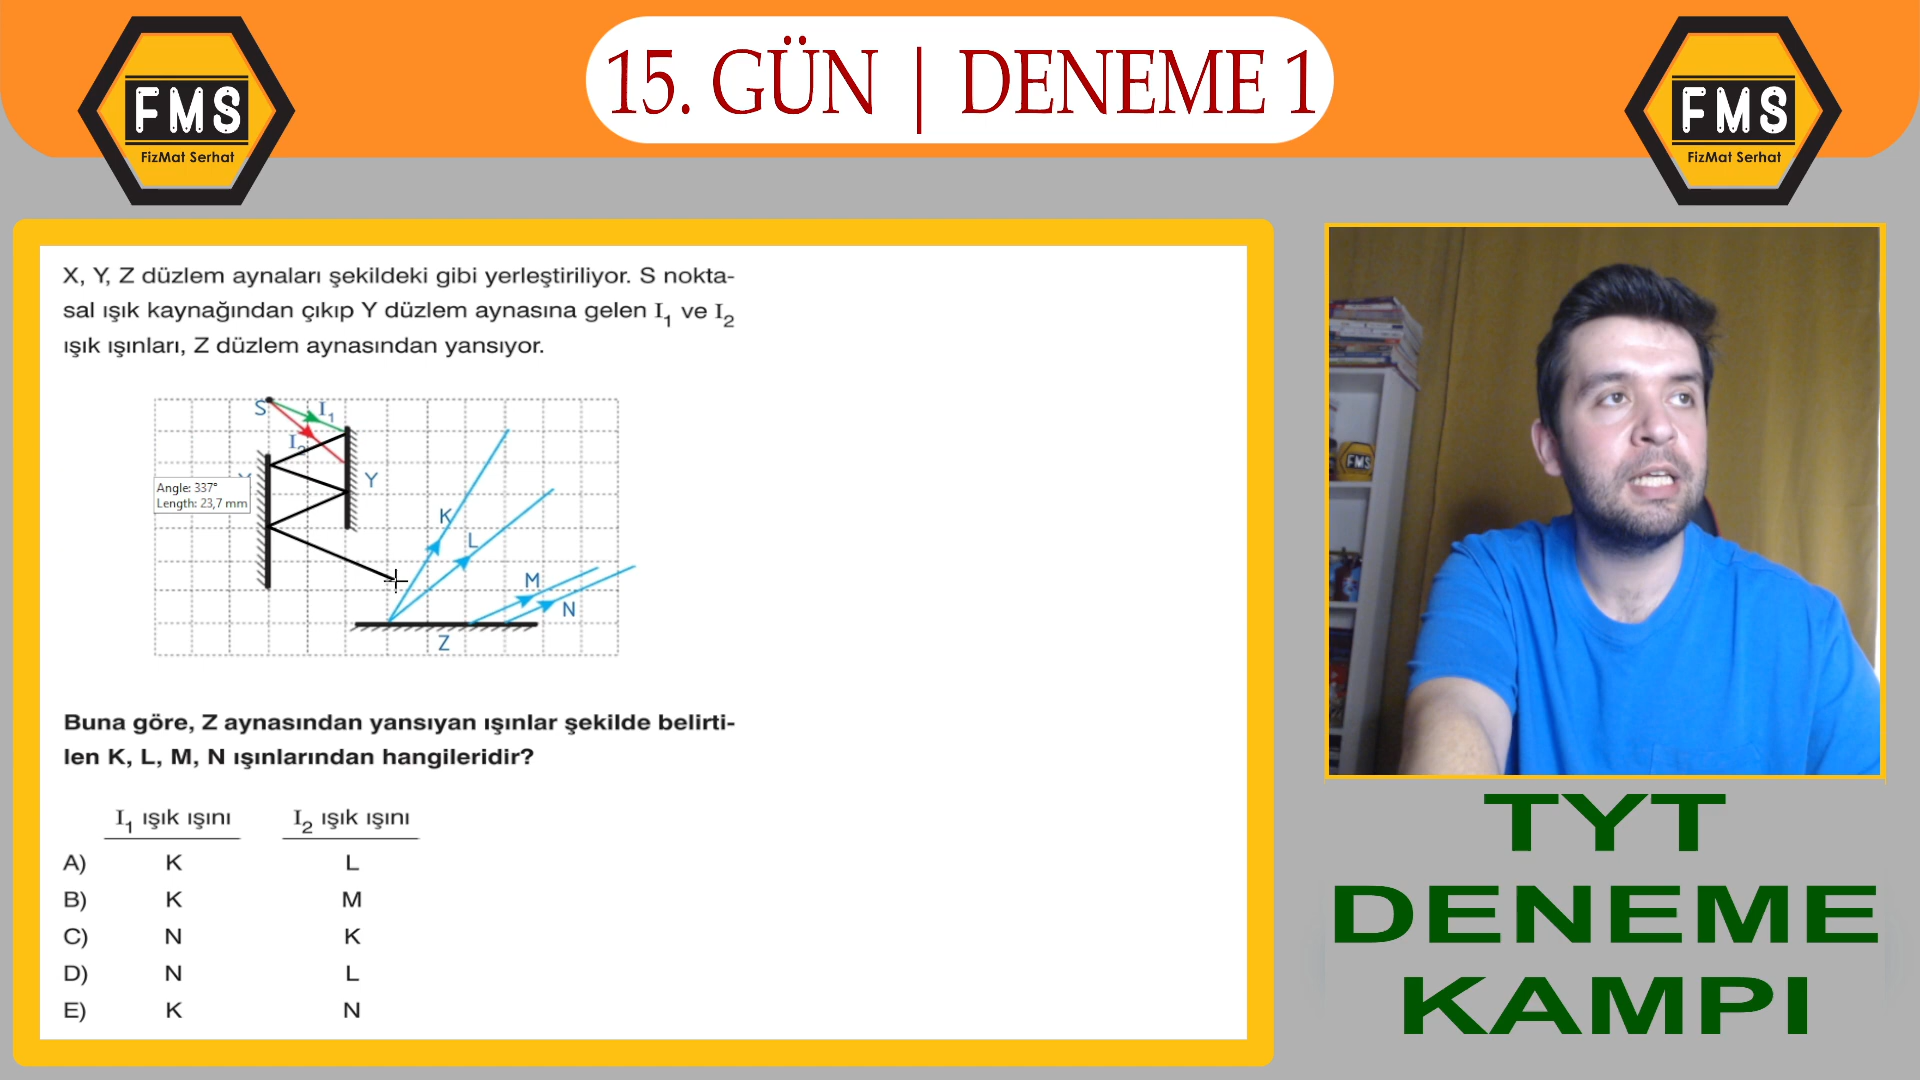 15. GÜN | DENEME 1
FMS
FizMat Serhat
FMS
FizMat Serhat
X, Y, Z düzlem aynaları şekildeki gibi yerleştiriliyor. S nokta-
sal ışık kaynağından çıkıp Y düzlem aynasına gelen I₁ ve I₂
ışık ışınları, Z düzlem aynasından yansıyor.
S
I₁
I₂
Y
Angle: 337°
Length: 23,7 mm
K
L
M
N
Z
Buna göre, Z aynasından yansıyan ışınlar şekilde belirti-
len K, L, M, N ışınlarından hangileridir?
I₁ ışık ışını I₂ ışık ışını
A) K L
B) K M
C) N K
D) N L
E) K N
FMS
TYT
DENEME
KAMPI